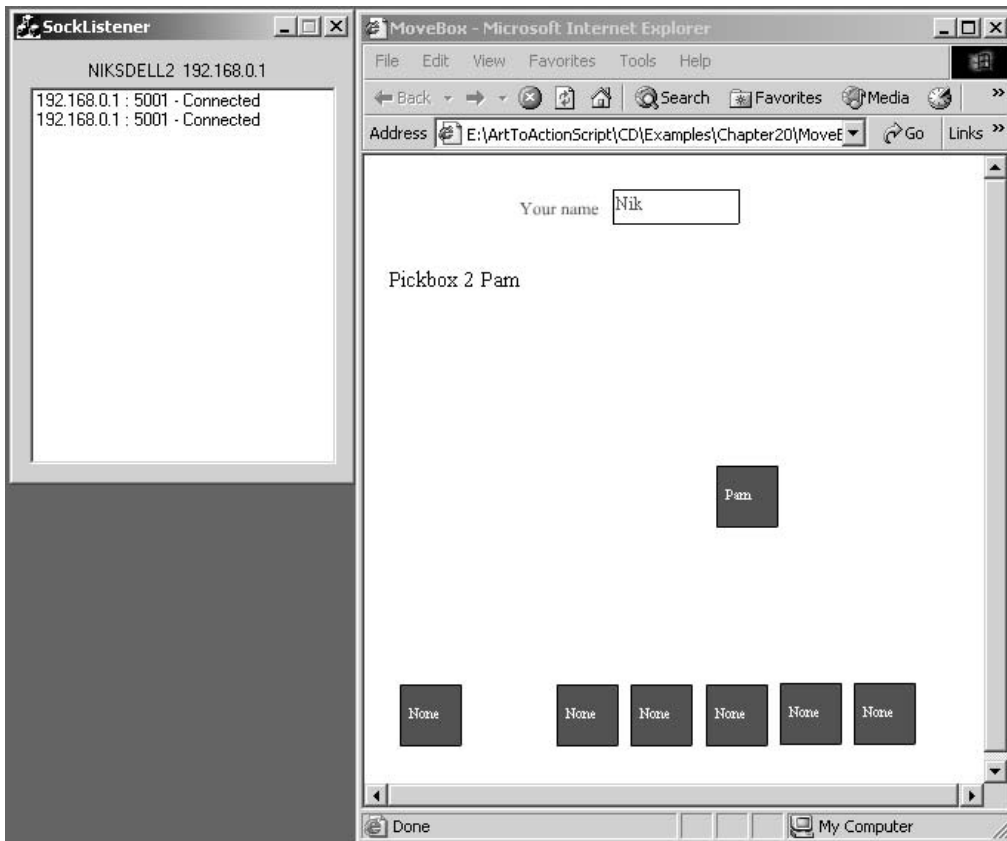 SockListener
NIKSDELL2 192.168.0.1
192.168.0.1 : 5001 - Connected
192.168.0.1 : 5001 - Connected
MoveBox - Microsoft Internet Explorer
File Edit View Favorites Tools Help
Back Search Favorites Media »
Address E:\ArtToActionScript\CD\Examples\Chapter20\MoveB Go Links »
Your name Nik
Pickbox 2 Pam
Pam
None None None None None None
Done My Computer